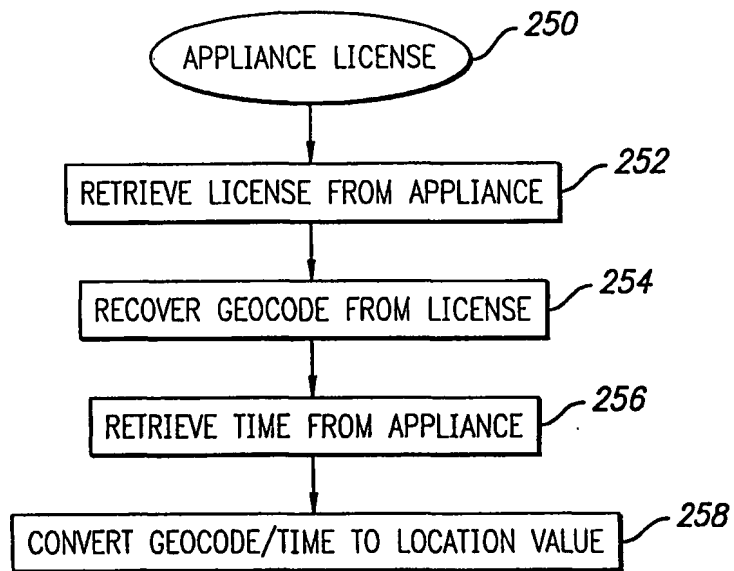 APPLIANCE LICENSE
250
RETRIEVE LICENSE FROM APPLIANCE
252
RECOVER GEOCODE FROM LICENSE
254
RETRIEVE TIME FROM APPLIANCE
256
CONVERT GEOCODE/TIME TO LOCATION VALUE
258